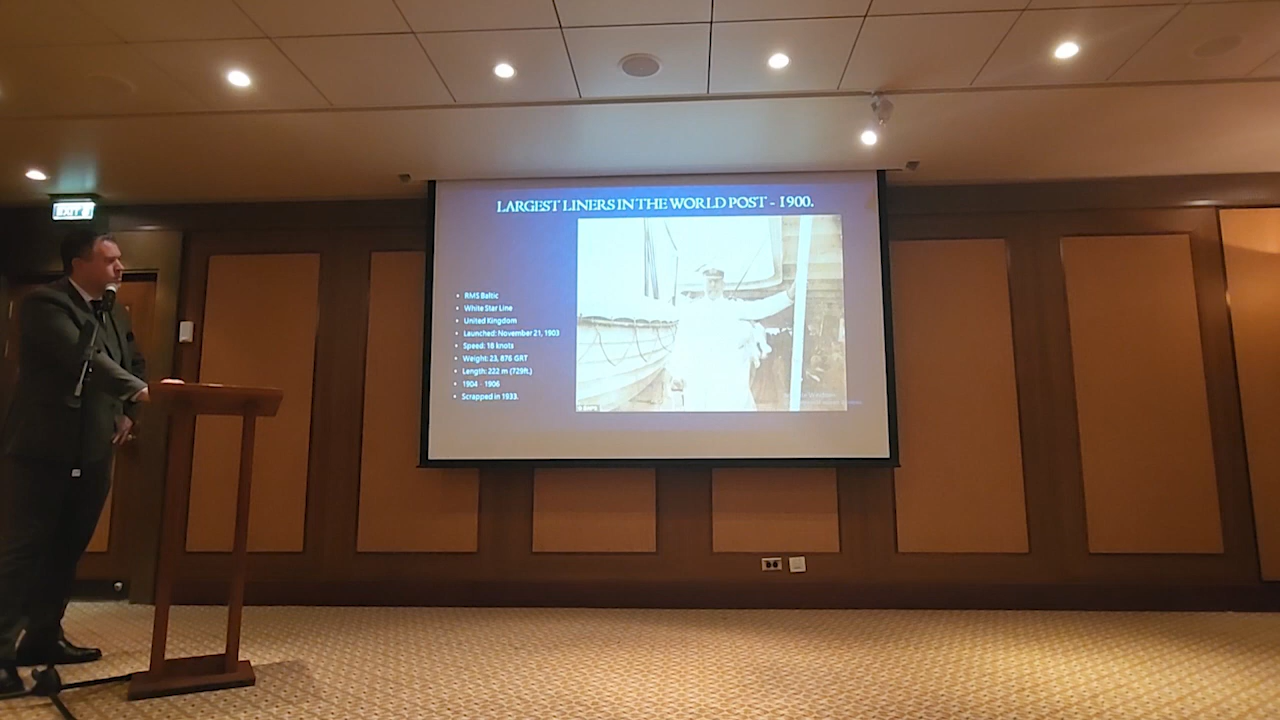 LARGEST LINERS IN THE WORLD POST - 1900.
EXIT
• RMS Baltic
• White Star Line
• United Kingdom
• Launched: November 21, 1903
• Speed: 18 knots
• Weight: 23, 876 GRT
• Length: 222 m (729ft.)
• 1904 - 1906
• Scrapped in 1933.